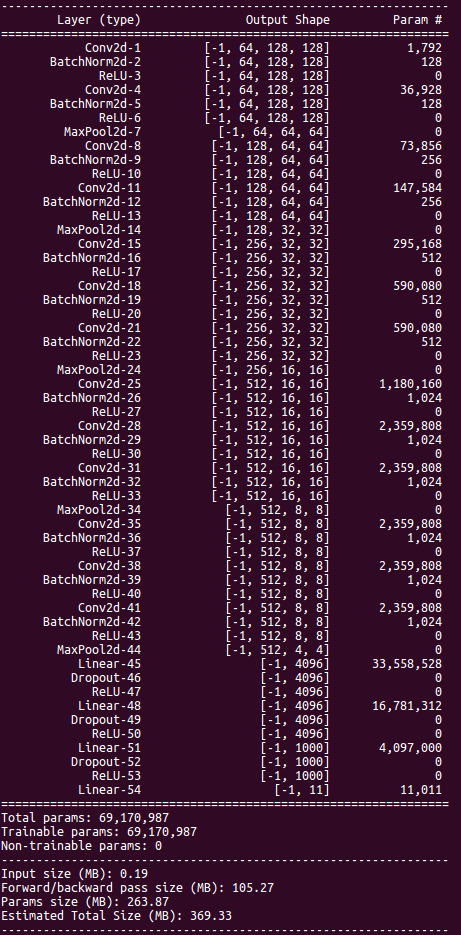 ----------------------------------------------------------------
        Layer (type)               Output Shape         Param #
================================================================
            Conv2d-1         [-1, 64, 128, 128]           1,792
       BatchNorm2d-2         [-1, 64, 128, 128]             128
              ReLU-3         [-1, 64, 128, 128]               0
            Conv2d-4         [-1, 64, 128, 128]          36,928
       BatchNorm2d-5         [-1, 64, 128, 128]             128
              ReLU-6         [-1, 64, 128, 128]               0
         MaxPool2d-7           [-1, 64, 64, 64]               0
            Conv2d-8          [-1, 128, 64, 64]          73,856
       BatchNorm2d-9          [-1, 128, 64, 64]             256
             ReLU-10          [-1, 128, 64, 64]               0
           Conv2d-11          [-1, 128, 64, 64]         147,584
      BatchNorm2d-12          [-1, 128, 64, 64]             256
             ReLU-13          [-1, 128, 64, 64]               0
        MaxPool2d-14          [-1, 128, 32, 32]               0
           Conv2d-15          [-1, 256, 32, 32]         295,168
      BatchNorm2d-16          [-1, 256, 32, 32]             512
             ReLU-17          [-1, 256, 32, 32]               0
           Conv2d-18          [-1, 256, 32, 32]         590,080
      BatchNorm2d-19          [-1, 256, 32, 32]             512
             ReLU-20          [-1, 256, 32, 32]               0
           Conv2d-21          [-1, 256, 32, 32]         590,080
      BatchNorm2d-22          [-1, 256, 32, 32]             512
             ReLU-23          [-1, 256, 32, 32]               0
        MaxPool2d-24          [-1, 256, 16, 16]               0
           Conv2d-25          [-1, 512, 16, 16]       1,180,160
      BatchNorm2d-26          [-1, 512, 16, 16]           1,024
             ReLU-27          [-1, 512, 16, 16]               0
           Conv2d-28          [-1, 512, 16, 16]       2,359,808
      BatchNorm2d-29          [-1, 512, 16, 16]           1,024
             ReLU-30          [-1, 512, 16, 16]               0
           Conv2d-31          [-1, 512, 16, 16]       2,359,808
      BatchNorm2d-32          [-1, 512, 16, 16]           1,024
             ReLU-33          [-1, 512, 16, 16]               0
        MaxPool2d-34            [-1, 512, 8, 8]               0
           Conv2d-35            [-1, 512, 8, 8]       2,359,808
      BatchNorm2d-36            [-1, 512, 8, 8]           1,024
             ReLU-37            [-1, 512, 8, 8]               0
           Conv2d-38            [-1, 512, 8, 8]       2,359,808
      BatchNorm2d-39            [-1, 512, 8, 8]           1,024
             ReLU-40            [-1, 512, 8, 8]               0
           Conv2d-41            [-1, 512, 8, 8]       2,359,808
      BatchNorm2d-42            [-1, 512, 8, 8]           1,024
             ReLU-43            [-1, 512, 8, 8]               0
        MaxPool2d-44            [-1, 512, 4, 4]               0
           Linear-45                 [-1, 4096]      33,558,528
          Dropout-46                 [-1, 4096]               0
             ReLU-47                 [-1, 4096]               0
           Linear-48                 [-1, 4096]      16,781,312
          Dropout-49                 [-1, 4096]               0
             ReLU-50                 [-1, 4096]               0
           Linear-51                 [-1, 1000]       4,097,000
          Dropout-52                 [-1, 1000]               0
             ReLU-53                 [-1, 1000]               0
           Linear-54                   [-1, 11]          11,011
================================================================
Total params: 69,170,987
Trainable params: 69,170,987
Non-trainable params: 0
----------------------------------------------------------------
Input size (MB): 0.19
Forward/backward pass size (MB): 105.27
Params size (MB): 263.87
Estimated Total Size (MB): 369.33
----------------------------------------------------------------